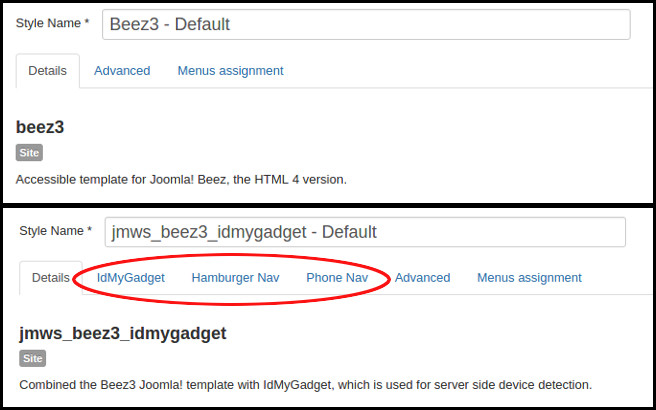 Style Name * Beez3 - Default
Details Advanced Menus assignment
beez3
Site
Accessible template for Joomla! Beez, the HTML 4 version.
Style Name * jmws_beez3_idmygadget - Default
Details IdMyGadget Hamburger Nav Phone Nav Advanced Menus assignment
jmws_beez3_idmygadget
Site
Combined the Beez3 Joomla! template with IdMyGadget, which is used for server side device detection.